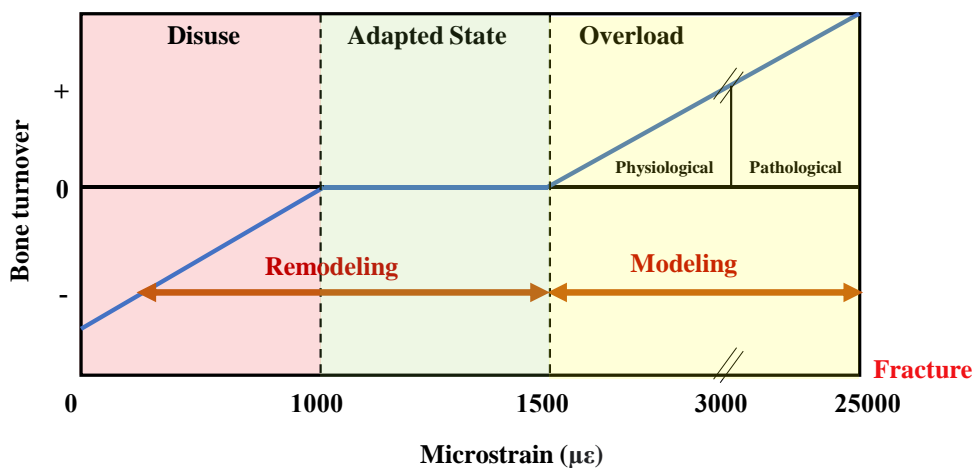 Disuse
Adapted State
Overload
+
Physiological
Pathological
0
Bone turnover
Remodeling
Modeling
-
Fracture
0
1000
1500
3000
25000
Microstrain (με)